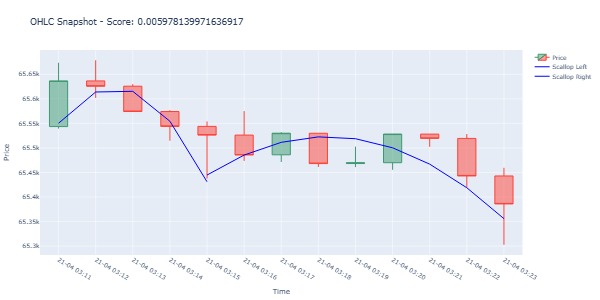 OHLC Snapshot - Score: 0.005978139971636917
Price
Scallop Left
Scallop Right
65.65k
65.6k
65.55k
65.5k
65.45k
65.4k
65.35k
65.3k
Price
21-04 03:11
21-04 03:12
21-04 03:13
21-04 03:14
21-04 03:15
21-04 03:16
21-04 03:17
21-04 03:18
21-04 03:19
21-04 03:20
21-04 03:21
21-04 03:22
21-04 03:23
Time